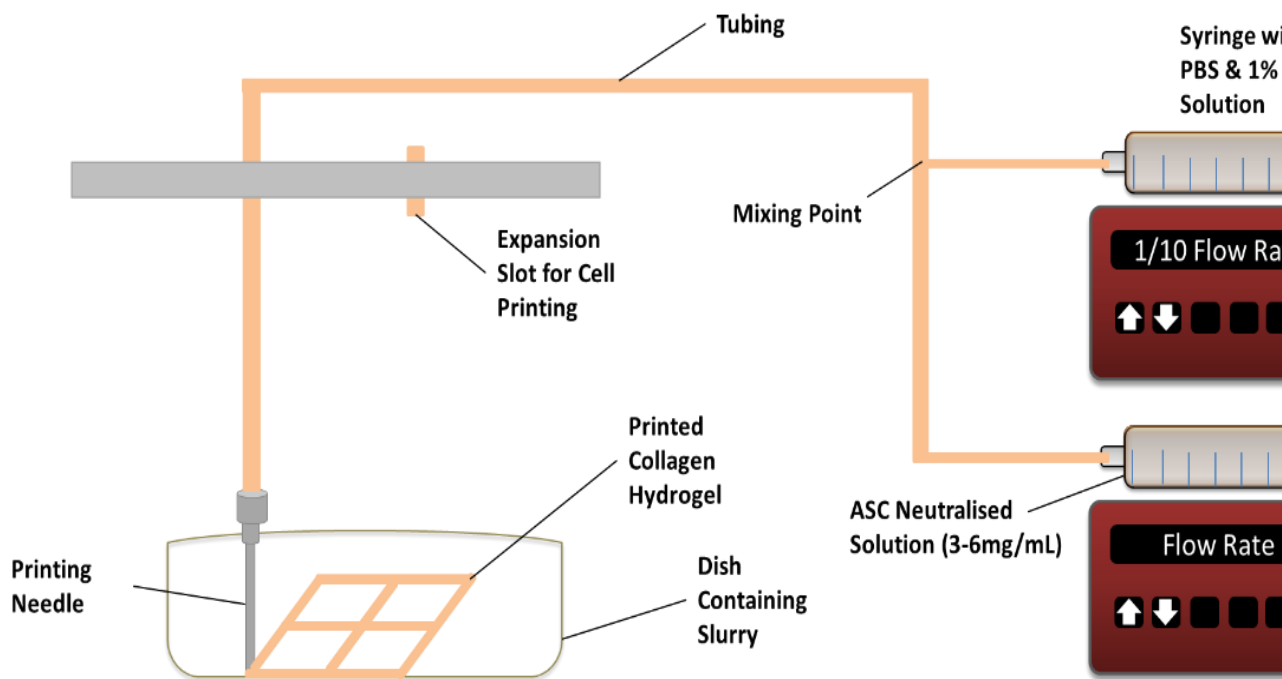 Tubing
Syringe wi
PBS & 1%
Solution
Mixing Point
1/10 Flow Ra
Expansion
Slot for Cell
Printing
Printed
Collagen
Hydrogel
ASC Neutralised
Solution (3-6mg/mL)
Flow Rate
Printing
Needle
Dish
Containing
Slurry